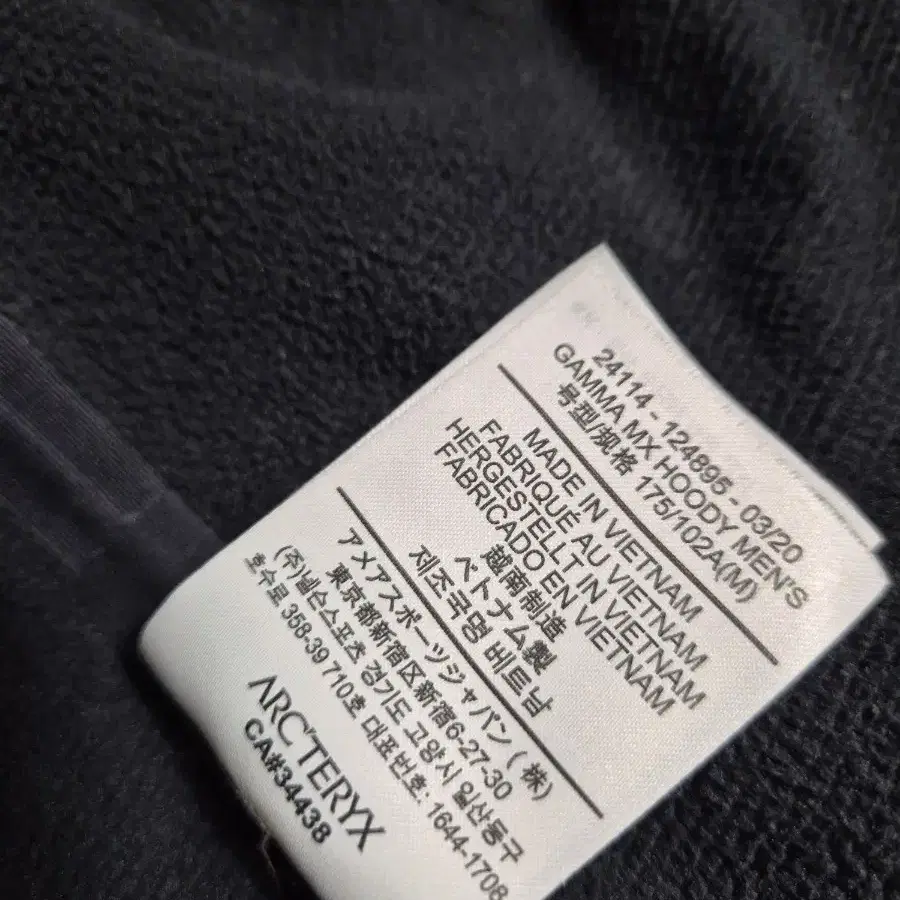 24114 - 124895 - 03/20
GAMMA MX HOODY MEN'S
号型/规格 175/102A(M)
MADE IN VIETNAM
FABRIQUÉ AU VIETNAM
HERGESTELLT IN VIETNAM
FABRICADO EN VIETNAM
越南制造
ベトナム製
제조국명 베트남
アメアスポーツジャパン(株)
東京都新宿区新宿6-27-30
(주)넬슨스포츠 경기도 고양시 일산동구
호수로 358-39 710호 대표번호: 1644-1708
ARC'TERYX
CA#34438